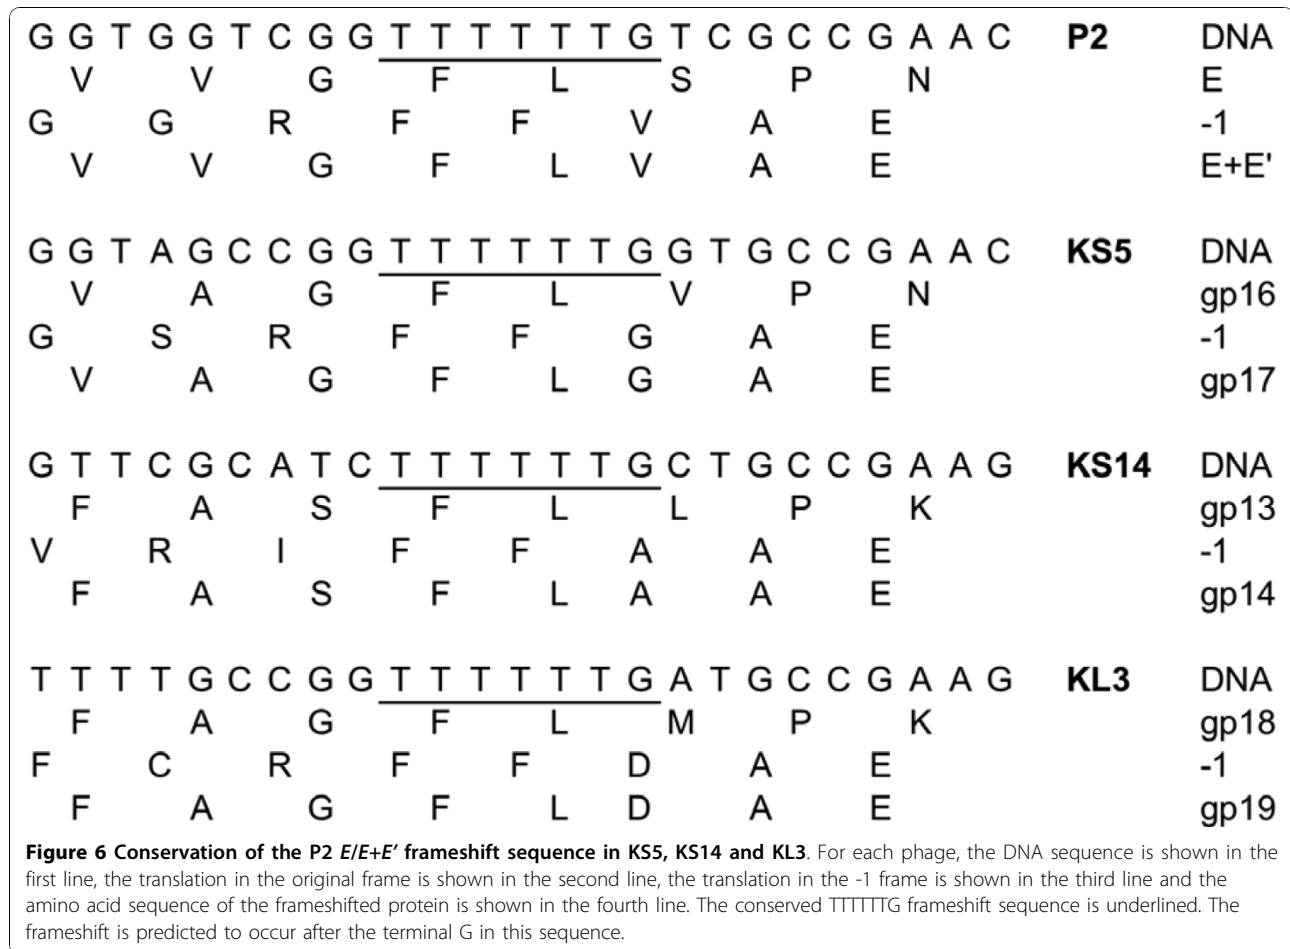 G G T G G T C G G T T T T T T G T C G C C G A A C P2 DNA
V V G F L S P N E
G G R F F V A E -1
V V G F L V A E E+E'
G G T A G C C G G T T T T T T G G T G C C G A A C KS5 DNA
V A G F L V P N gp16
G S R F F G A E -1
V A G F L G A E gp17
G T T C G C A T C T T T T T T G C T G C C G A A G KS14 DNA
F A S F L L P K gp13
V R I F F A A E -1
F A S F L A A E gp14
T T T T G C C G G T T T T T T G A T G C C G A A G KL3 DNA
F A G F L M P K gp18
F C R F F D A E -1
F A G F L D A E gp19
Figure 6 Conservation of the P2 E/E+E′ frameshift sequence in KS5, KS14 and KL3. For each phage, the DNA sequence is shown in the
first line, the translation in the original frame is shown in the second line, the translation in the -1 frame is shown in the third line and the
amino acid sequence of the frameshifted protein is shown in the fourth line. The conserved TTTTTTG frameshift sequence is underlined. The
frameshift is predicted to occur after the terminal G in this sequence.